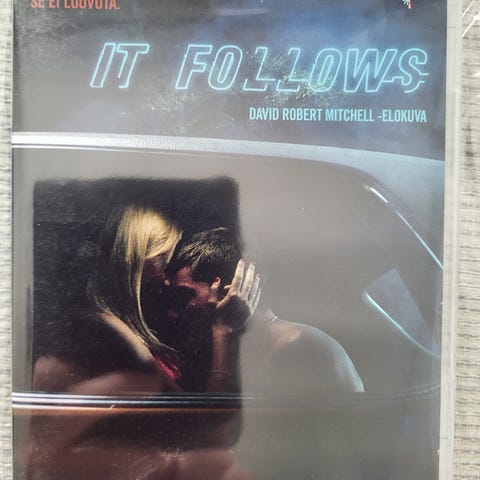 SE EI LUOVUTA.
IT FOLLOWS
DAVID ROBERT MITCHELL -ELOKUVA